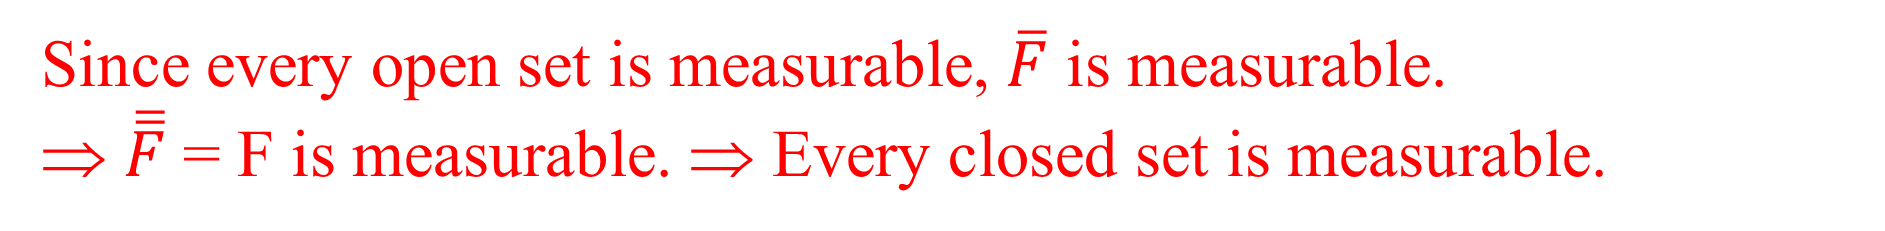 Since every open set is measurable, F̿ is measurable.
⇒ F̿̿ = F is measurable. ⇒ Every closed set is measurable.